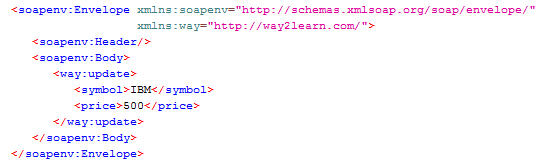 <soapenv:Envelope xmlns:soapenv="http://schemas.xmlsoap.org/soap/envelope/"
xmlns:way="http://way2learn.com/">
<soapenv:Header/>
<soapenv:Body>
<way:update>
<symbol>IBM</symbol>
<price>500</price>
</way:update>
</soapenv:Body>
</soapenv:Envelope>